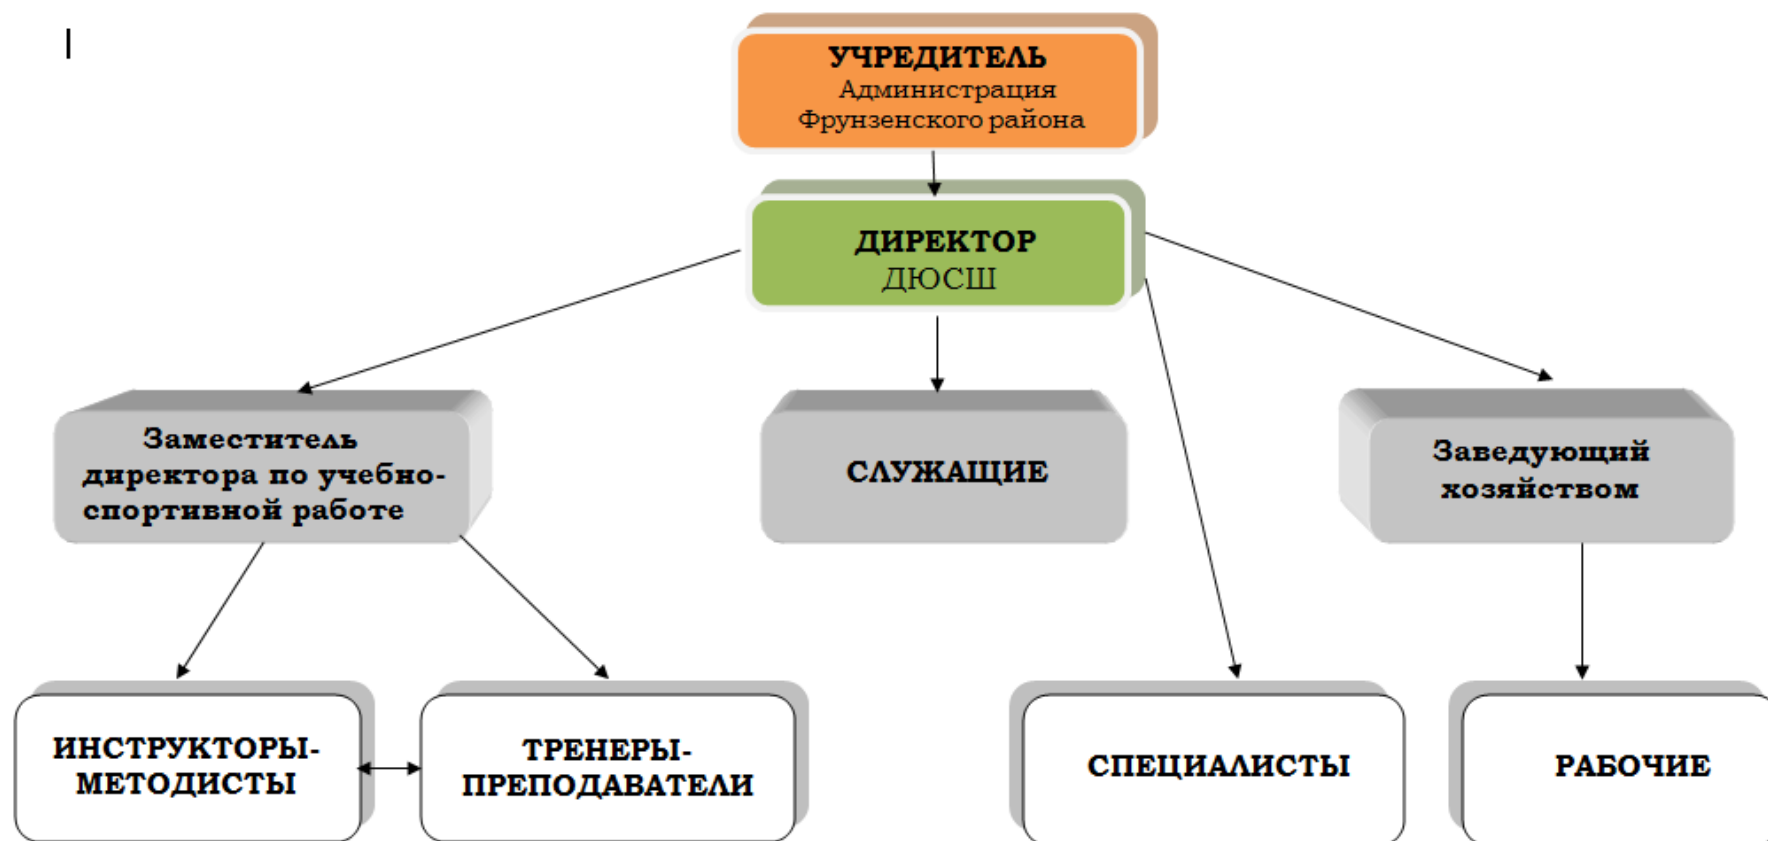 УЧРЕДИТЕЛЬ
Администрация
Фрунзенского района
ДИРЕКТОР
ДЮСШ
Заместитель
директора по учебно-
спортивной работе
СЛУЖАЩИЕ
Заведующий
хозяйством
ИНСТРУКТОРЫ-
МЕТОДИСТЫ
ТРЕНЕРЫ-
ПРЕПОДАВАТЕЛИ
СПЕЦИАЛИСТЫ
РАБОЧИЕ